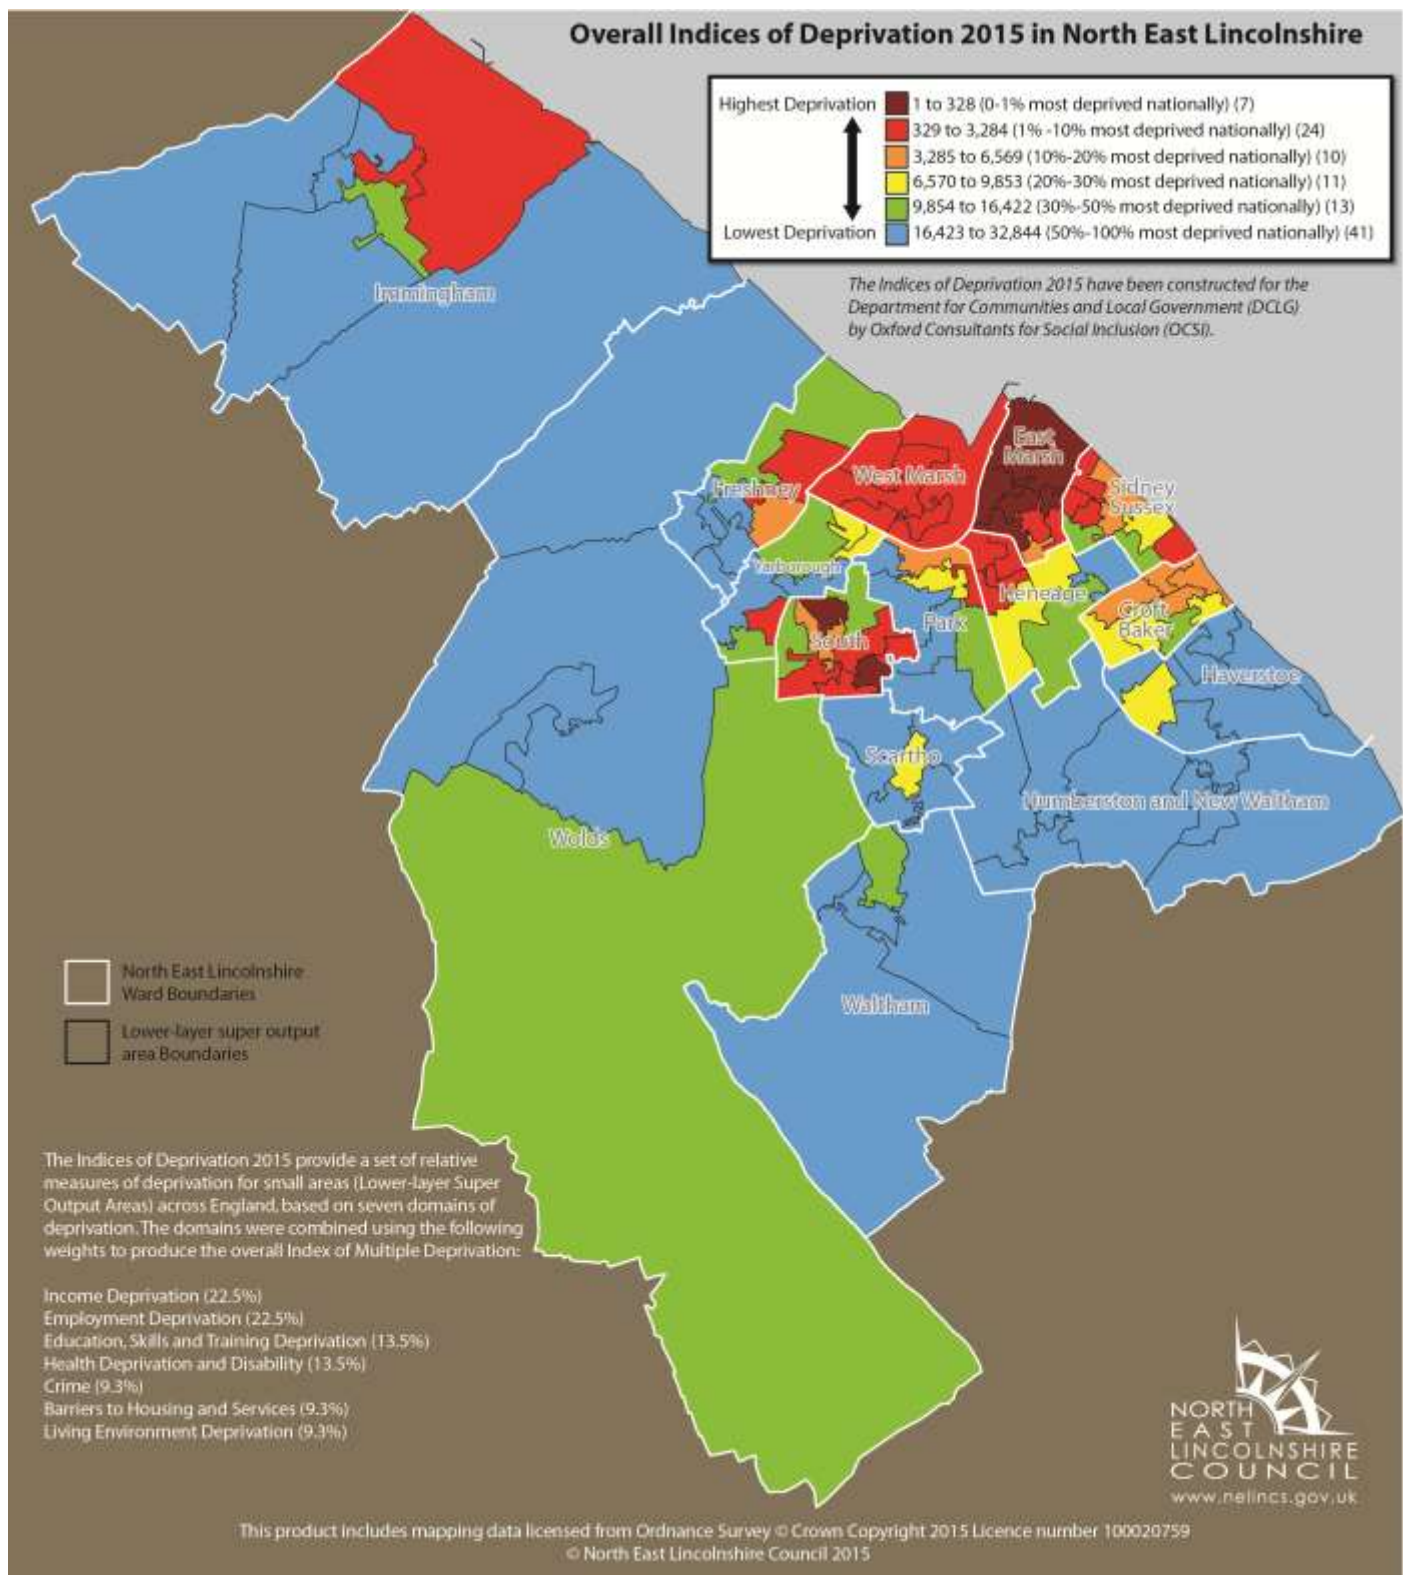 Overall Indices of Deprivation 2015 in North East Lincolnshire
Highest Deprivation
1 to 328 (0-1% most deprived nationally) (7)
329 to 3,284 (1% -10% most deprived nationally) (24)
3,285 to 6,569 (10%-20% most deprived nationally) (10)
6,570 to 9,853 (20%-30% most deprived nationally) (11)
9,854 to 16,422 (30%-50% most deprived nationally) (13)
Lowest Deprivation
16,423 to 32,844 (50%-100% most deprived nationally) (41)
The Indices of Deprivation 2015 have been constructed for the
Department for Communities and Local Government (DCLG)
by Oxford Consultants for Social Inclusion (OCSI).
Immingham
East
Marsh
West Marsh
Freshney
Sidney
Sussex
Yarborough
Heneage
Croft
Baker
Park
South
Haverstoe
Scartho
Humberston and New Waltham
Wolds
Waltham
North East Lincolnshire
Ward Boundaries
Lower-layer super output
area Boundaries
The Indices of Deprivation 2015 provide a set of relative
measures of deprivation for small areas (Lower-layer Super
Output Areas) across England, based on seven domains of
deprivation. The domains were combined using the following
weights to produce the overall Index of Multiple Deprivation:
Income Deprivation (22.5%)
Employment Deprivation (22.5%)
Education, Skills and Training Deprivation (13.5%)
Health Deprivation and Disability (13.5%)
Crime (9.3%)
Barriers to Housing and Services (9.3%)
Living Environment Deprivation (9.3%)
NORTH
EAST
LINCOLNSHIRE
COUNCIL
www.nelincs.gov.uk
This product includes mapping data licensed from Ordnance Survey © Crown Copyright 2015 Licence number 100020759
© North East Lincolnshire Council 2015